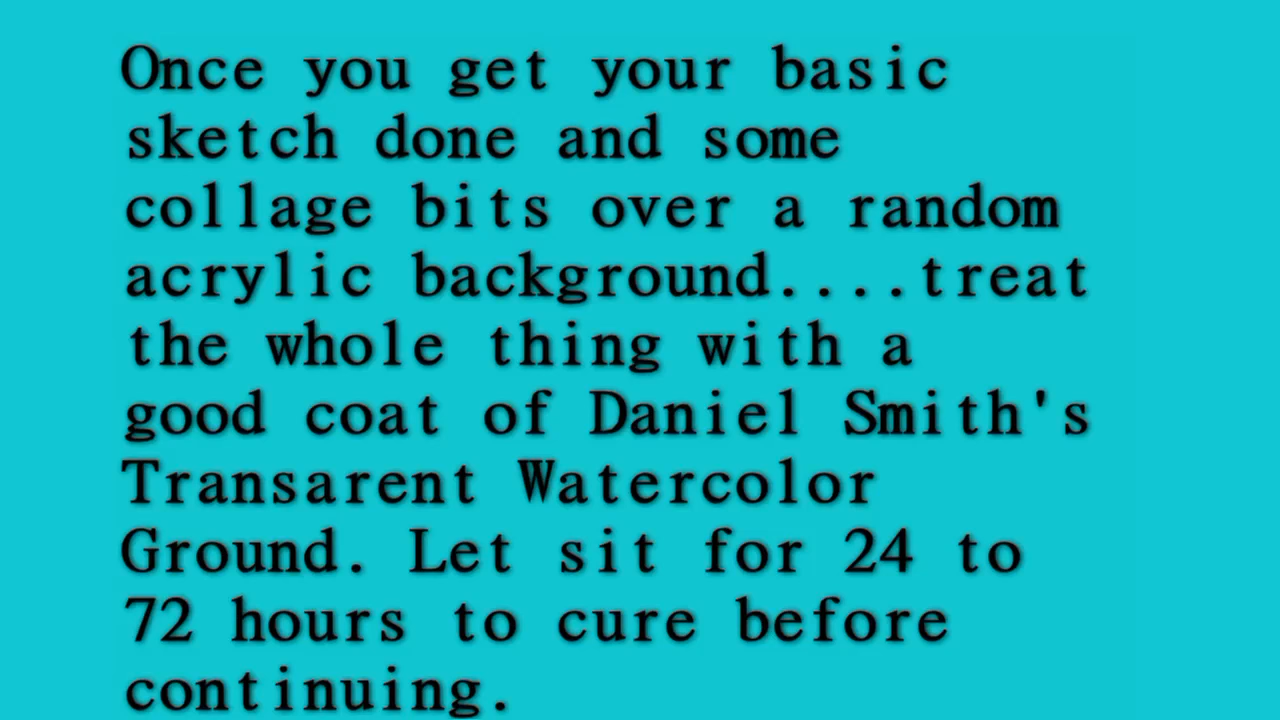 Once you get your basic
sketch done and some
collage bits over a random
acrylic background....treat
the whole thing with a
good coat of Daniel Smith's
Transarent Watercolor
Ground. Let sit for 24 to
72 hours to cure before
continuing.